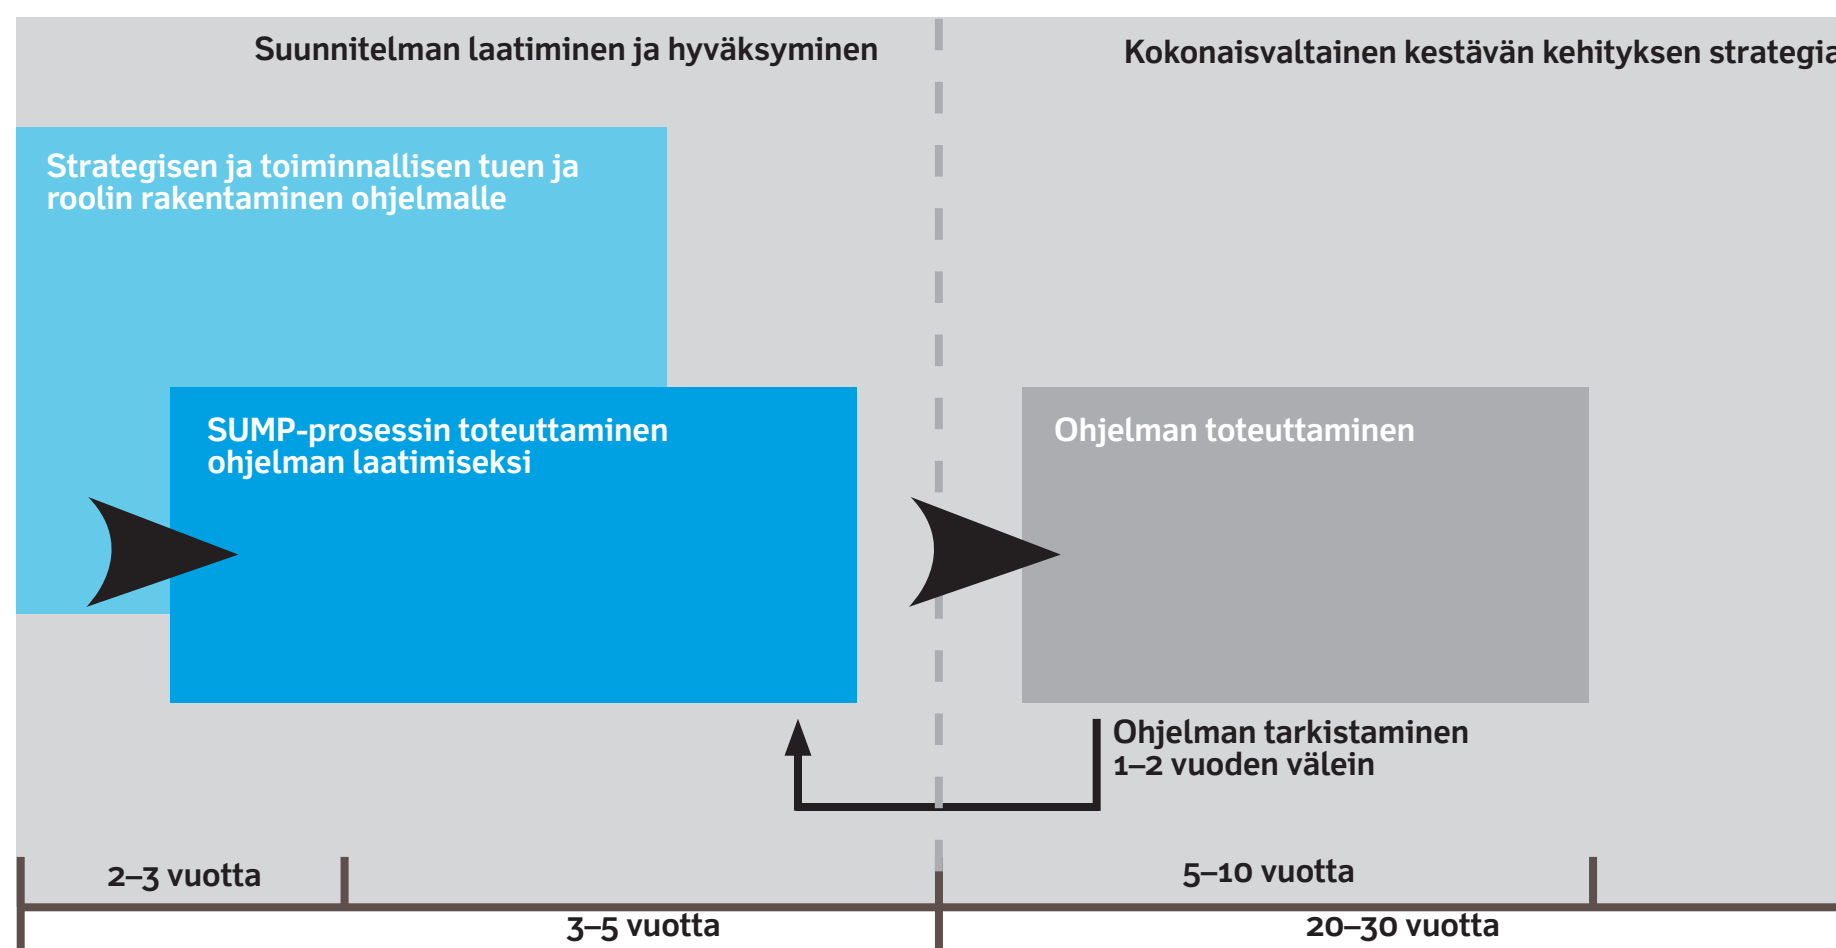 Suunnitelman laatiminen ja hyväksyminen
Kokonaisvaltainen kestävän kehityksen strategia
Strategisen ja toiminnallisen tuen ja
roolin rakentaminen ohjelmalle
SUMP-prosessin toteuttaminen
ohjelman laatimiseksi
Ohjelman toteuttaminen
Ohjelman tarkistaminen
1–2 vuoden välein
2–3 vuotta
5–10 vuotta
3–5 vuotta
20–30 vuotta